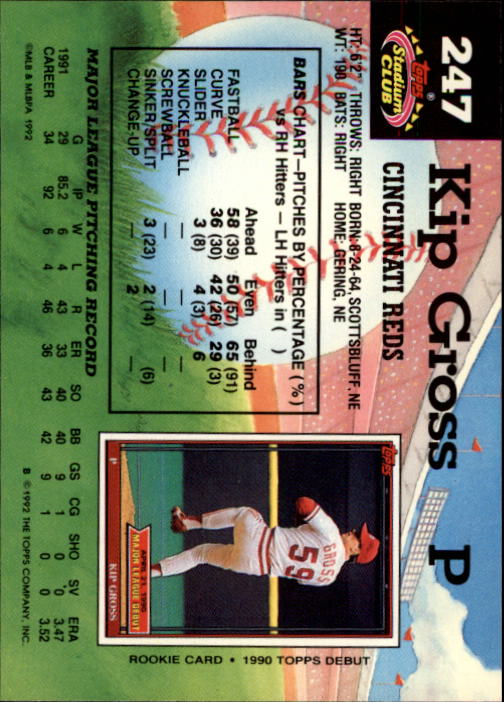 247
Topps
Stadium
CLUB
Kip Gross P
CINCINNATI REDS
HT: 6'2" THROWS: RIGHT BORN: 8-24-64, SCOTTSBLUFF, NE
WT: 190 BATS: RIGHT HOME: GERING, NE
BARS CHART—PITCHES BY PERCENTAGE (%)
vs RH Hitters — LH Hitters in ( )
Ahead Even Behind
FASTBALL 58 (39) 50 (57) 65 (91)
CURVE 36 (30) 42 (26) 29 (3)
SLIDER 3 (8) 4 (3) 6
KNUCKLEBALL — — —
SCREWBALL — — —
SINKER/SPLIT 3 (23) 2 (14) (6)
CHANGE UP — 2 —
Topps
GROSS
59
APRIL 21, 1990
MAJOR LEAGUE DEBUT
P KIP GROSS
ROOKIE CARD • 1990 TOPPS DEBUT
MAJOR LEAGUE PITCHING RECORD
G IP W L R ER SO BB GS CG SHO SV ERA
1991 29 85.2 6 4 43 33 40 40 9 1 0 0 3.47
CAREER 34 92 6 4 46 36 43 42 9 1 0 0 3.52
©MLB & MLBPA 1992
B ©1992 THE TOPPS COMPANY, INC.